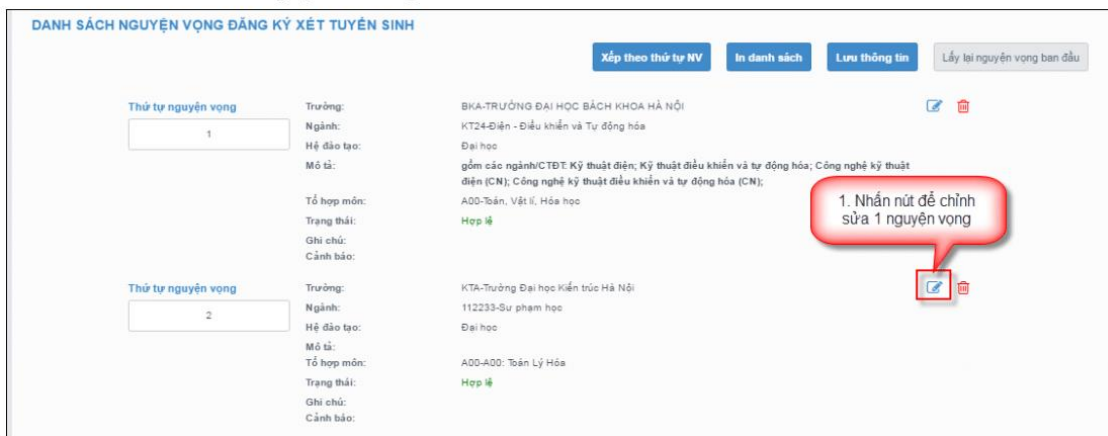 DANH SÁCH NGUYỆN VỌNG ĐĂNG KÝ XÉT TUYỂN SINH
Xếp theo thứ tự NV In danh sách Lưu thông tin Lấy lại nguyện vọng ban đầu
Thứ tự nguyện vọng Trường: BKA-TRƯỜNG ĐẠI HỌC BÁCH KHOA HÀ NỘI
1 Ngành: KT24-Điện - Điều khiển và Tự động hóa
Hệ đào tạo: Đại học
Mô tả: gồm các ngành/CTĐT: Kỹ thuật điện; Kỹ thuật điều khiển và tự động hóa; Công nghệ kỹ thuật
điện (CN); Công nghệ kỹ thuật điều khiển và tự động hóa (CN);
Tổ hợp môn: A00-Toán, Vật lí, Hóa học
Trạng thái: Hợp lệ
Ghi chú:
Cảnh báo:
1. Nhấn nút để chỉnh
sửa 1 nguyện vọng
Thứ tự nguyện vọng Trường: KTA-Trường Đại học Kiến trúc Hà Nội
2 Ngành: 112233-Sư phạm học
Hệ đào tạo: Đại học
Mô tả:
Tổ hợp môn: A00-A00: Toán Lý Hóa
Trạng thái: Hợp lệ
Ghi chú:
Cảnh báo: